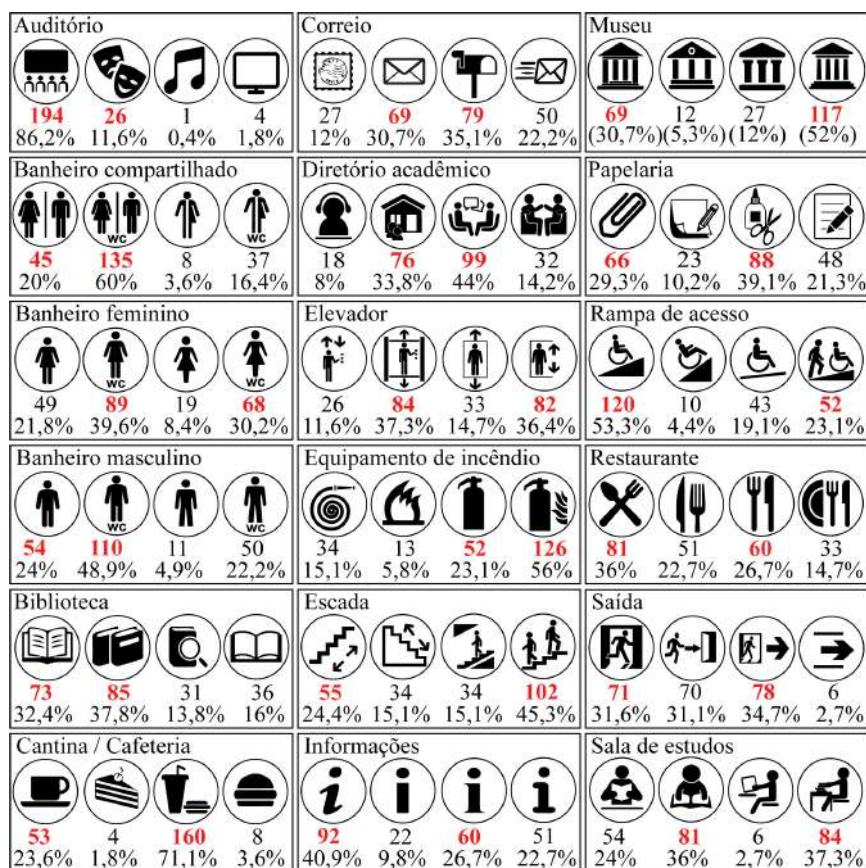 Auditório
194 26 1 4
86,2% 11,6% 0,4% 1,8%
Correio
27 69 79 50
12% 30,7% 35,1% 22,2%
Museu
69 12 27 117
(30,7%) (5,3%) (12%) (52%)
Banheiro compartilhado
WC WC
45 135 8 37
20% 60% 3,6% 16,4%
Diretório acadêmico
18 76 99 32
8% 33,8% 44% 14,2%
Papelaria
66 23 88 48
29,3% 10,2% 39,1% 21,3%
Banheiro feminino
WC WC
49 89 19 68
21,8% 39,6% 8,4% 30,2%
Elevador
26 84 33 82
11,6% 37,3% 14,7% 36,4%
Rampa de acesso
120 10 43 52
53,3% 4,4% 19,1% 23,1%
Banheiro masculino
WC WC
54 110 11 50
24% 48,9% 4,9% 22,2%
Equipamento de incêndio
34 13 52 126
15,1% 5,8% 23,1% 56%
Restaurante
81 51 60 33
36% 22,7% 26,7% 14,7%
Biblioteca
73 85 31 36
32,4% 37,8% 13,8% 16%
Escada
55 34 34 102
24,4% 15,1% 15,1% 45,3%
Saída
71 70 78 6
31,6% 31,1% 34,7% 2,7%
Cantina / Cafeteria
53 4 160 8
23,6% 1,8% 71,1% 3,6%
Informações
i i i i
92 22 60 51
40,9% 9,8% 26,7% 22,7%
Sala de estudos
54 81 6 84
24% 36% 2,7% 37,3%